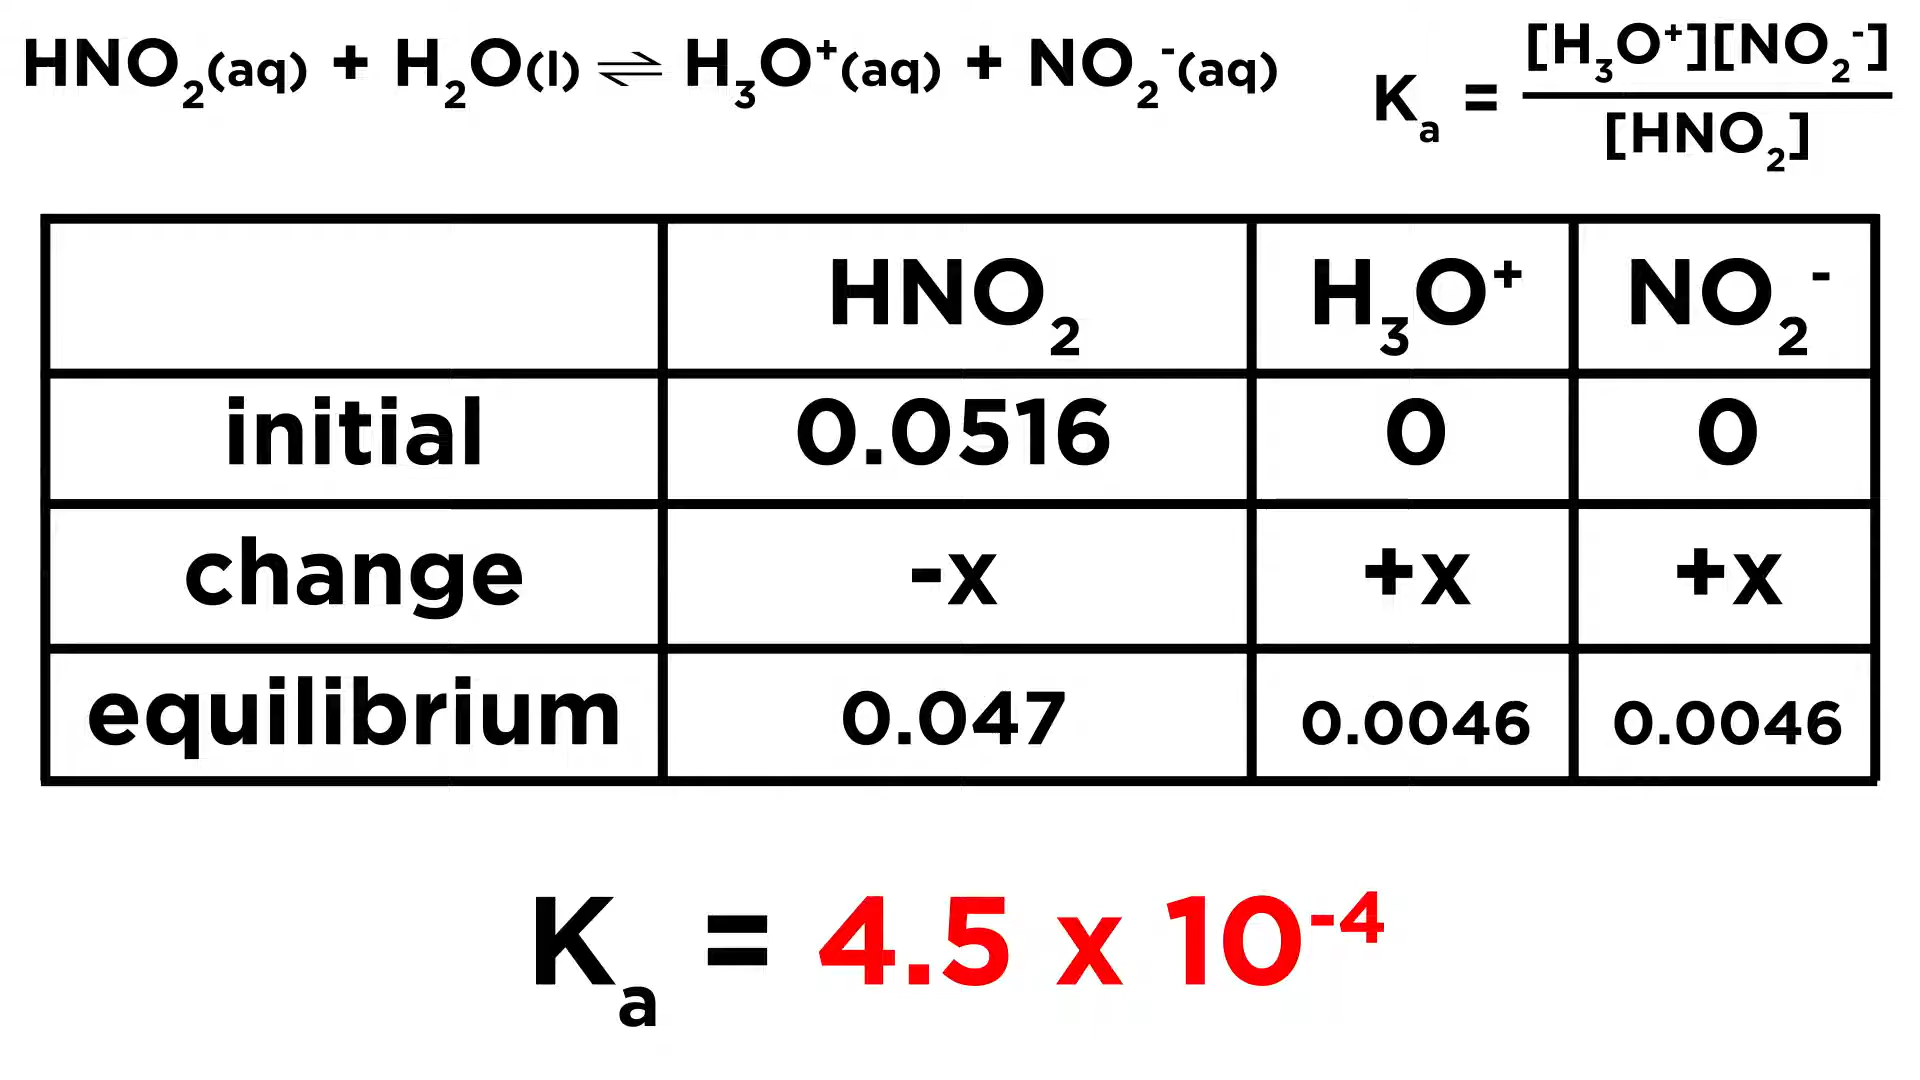 HNO₂(aq) + H₂O(l) ⇌ H₃O⁺(aq) + NO₂⁻(aq)
Kₐ = [H₃O⁺][NO₂⁻] / [HNO₂]
HNO₂ H₃O⁺ NO₂⁻
initial 0.0516 0 0
change -x +x +x
equilibrium 0.047 0.0046 0.0046
Kₐ = 4.5 x 10⁻⁴